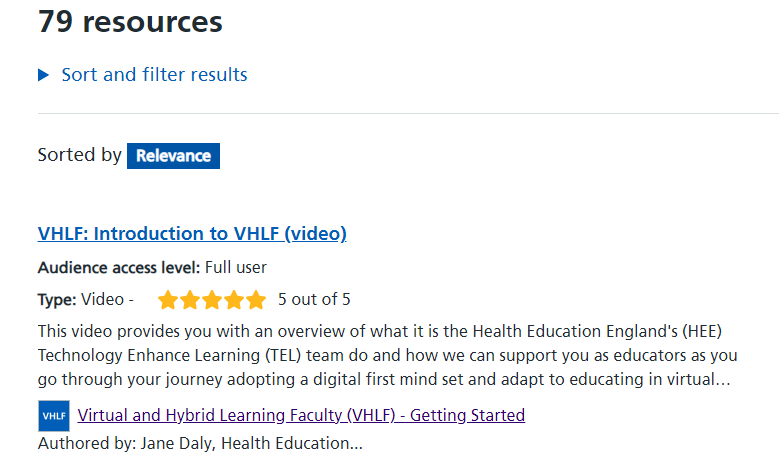 79 resources
Sort and filter results
Sorted by Relevance
VHLF: Introduction to VHLF (video)
Audience access level: Full user
Type: Video - 5 out of 5
This video provides you with an overview of what it is the Health Education England's (HEE)
Technology Enhance Learning (TEL) team do and how we can support you as educators as you
go through your journey adopting a digital first mind set and adapt to educating in virtual…
VHLF Virtual and Hybrid Learning Faculty (VHLF) - Getting Started
Authored by: Jane Daly, Health Education...